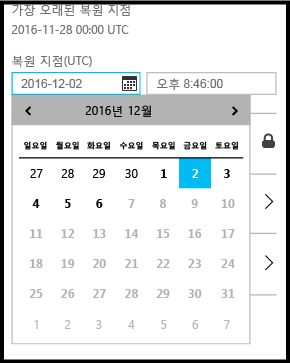 가장 오래된 복원 지점
2016-11-28 00:00 UTC
복원 지점(UTC)
2016-12-02 오후 8:46:00
2016년 12월
일요일 월요일 화요일 수요일 목요일 금요일 토요일
27 28 29 30 1 2 3
4 5 6 7 8 9 10
11 12 13 14 15 16 17
18 19 20 21 22 23 24
25 26 27 28 29 30 31
1 2 3 4 5 6 7